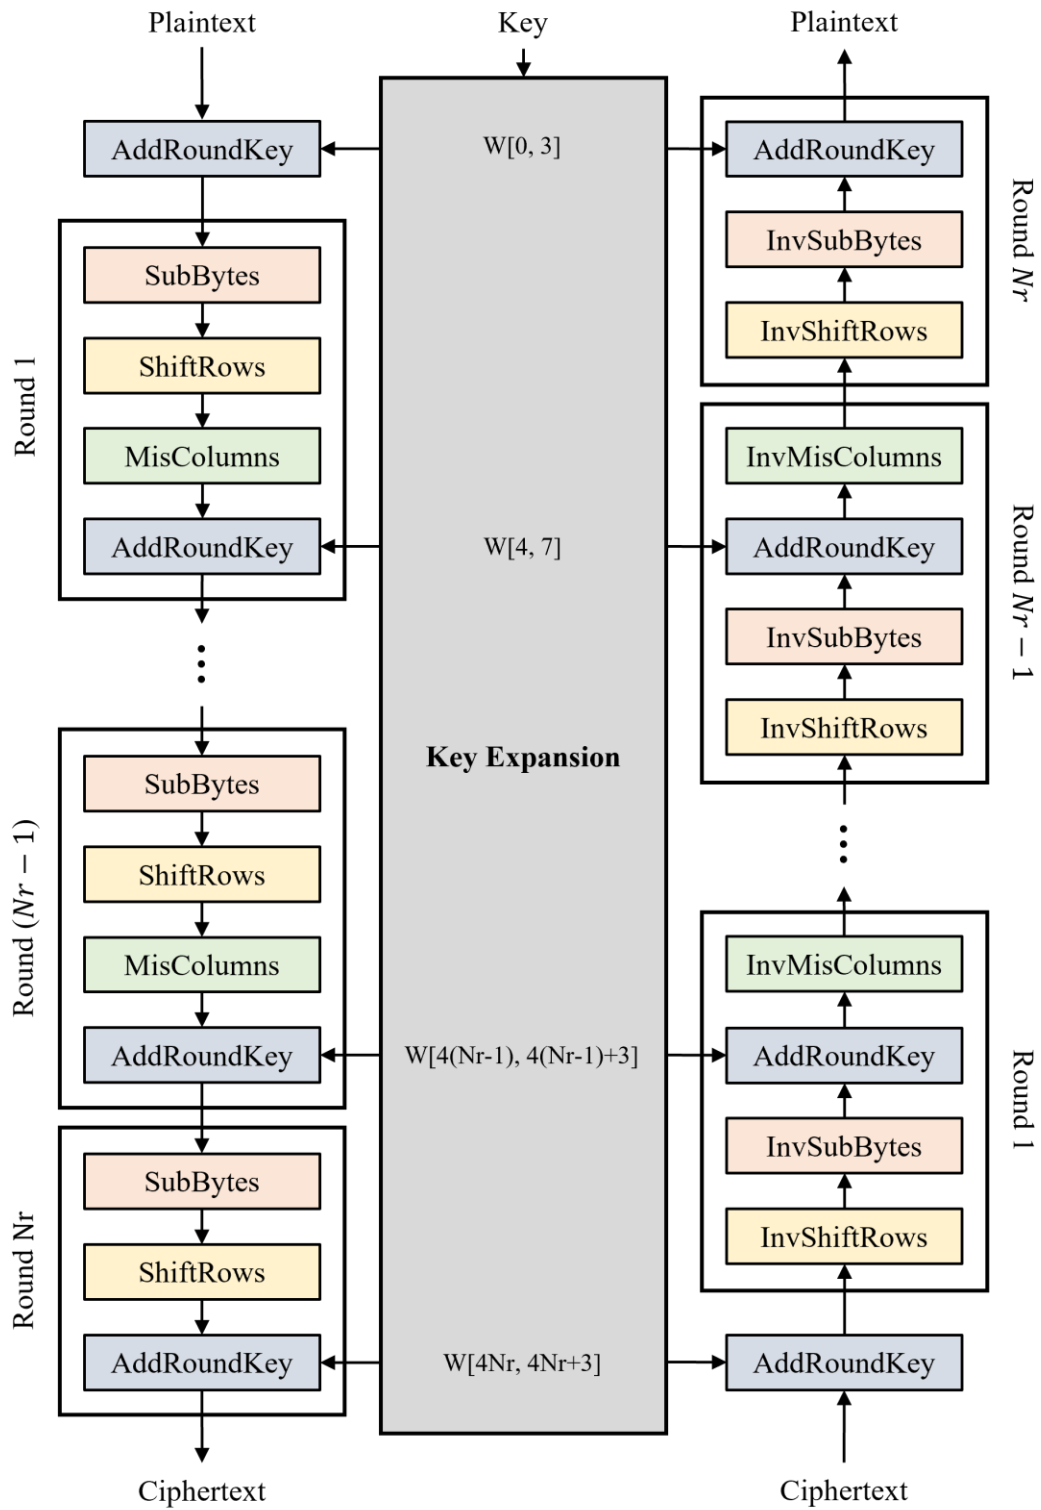 Plaintext
AddRoundKey
Round 1
SubBytes
ShiftRows
MisColumns
AddRoundKey
Round (Nr − 1)
SubBytes
ShiftRows
MisColumns
AddRoundKey
Round Nr
SubBytes
ShiftRows
AddRoundKey
Ciphertext
Key
W[0, 3]
W[4, 7]
Key Expansion
W[4(Nr-1), 4(Nr-1)+3]
W[4Nr, 4Nr+3]
Plaintext
AddRoundKey
InvSubBytes
InvShiftRows
Round Nr
InvMisColumns
AddRoundKey
InvSubBytes
InvShiftRows
Round Nr − 1
InvMisColumns
AddRoundKey
InvSubBytes
InvShiftRows
Round 1
AddRoundKey
Ciphertext